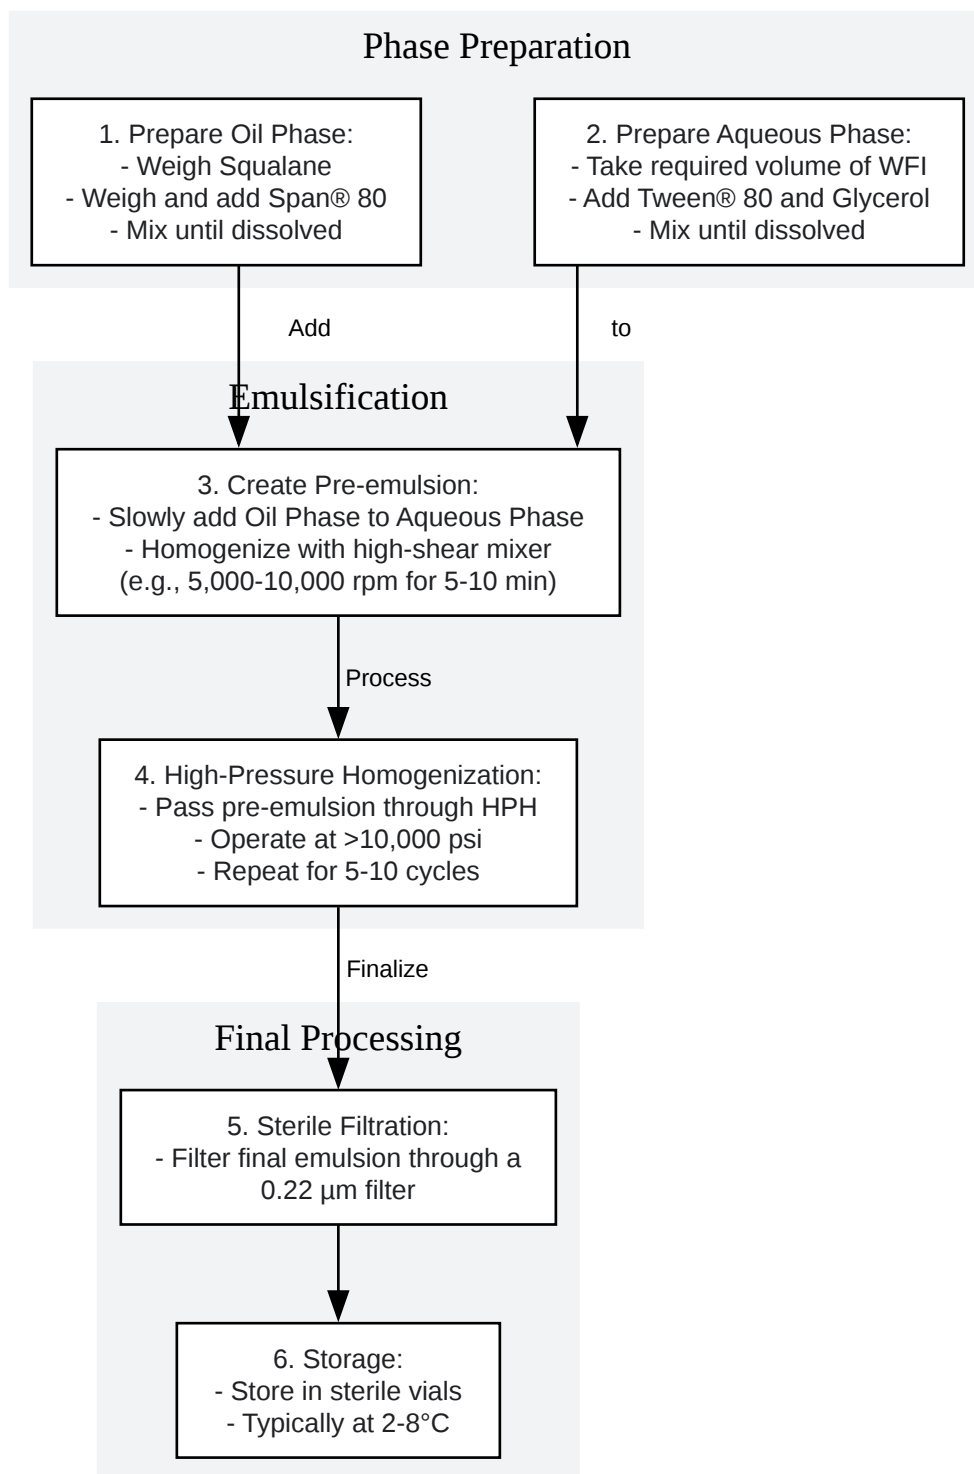 Phase Preparation
1. Prepare Oil Phase:
- Weigh Squalane
- Weigh and add Span® 80
- Mix until dissolved
2. Prepare Aqueous Phase:
- Take required volume of WFI
- Add Tween® 80 and Glycerol
- Mix until dissolved
Add
to
Emulsification
3. Create Pre-emulsion:
- Slowly add Oil Phase to Aqueous Phase
- Homogenize with high-shear mixer
(e.g., 5,000-10,000 rpm for 5-10 min)
Process
4. High-Pressure Homogenization:
- Pass pre-emulsion through HPH
- Operate at >10,000 psi
- Repeat for 5-10 cycles
Finalize
Final Processing
5. Sterile Filtration:
- Filter final emulsion through a
0.22 µm filter
6. Storage:
- Store in sterile vials
- Typically at 2-8°C